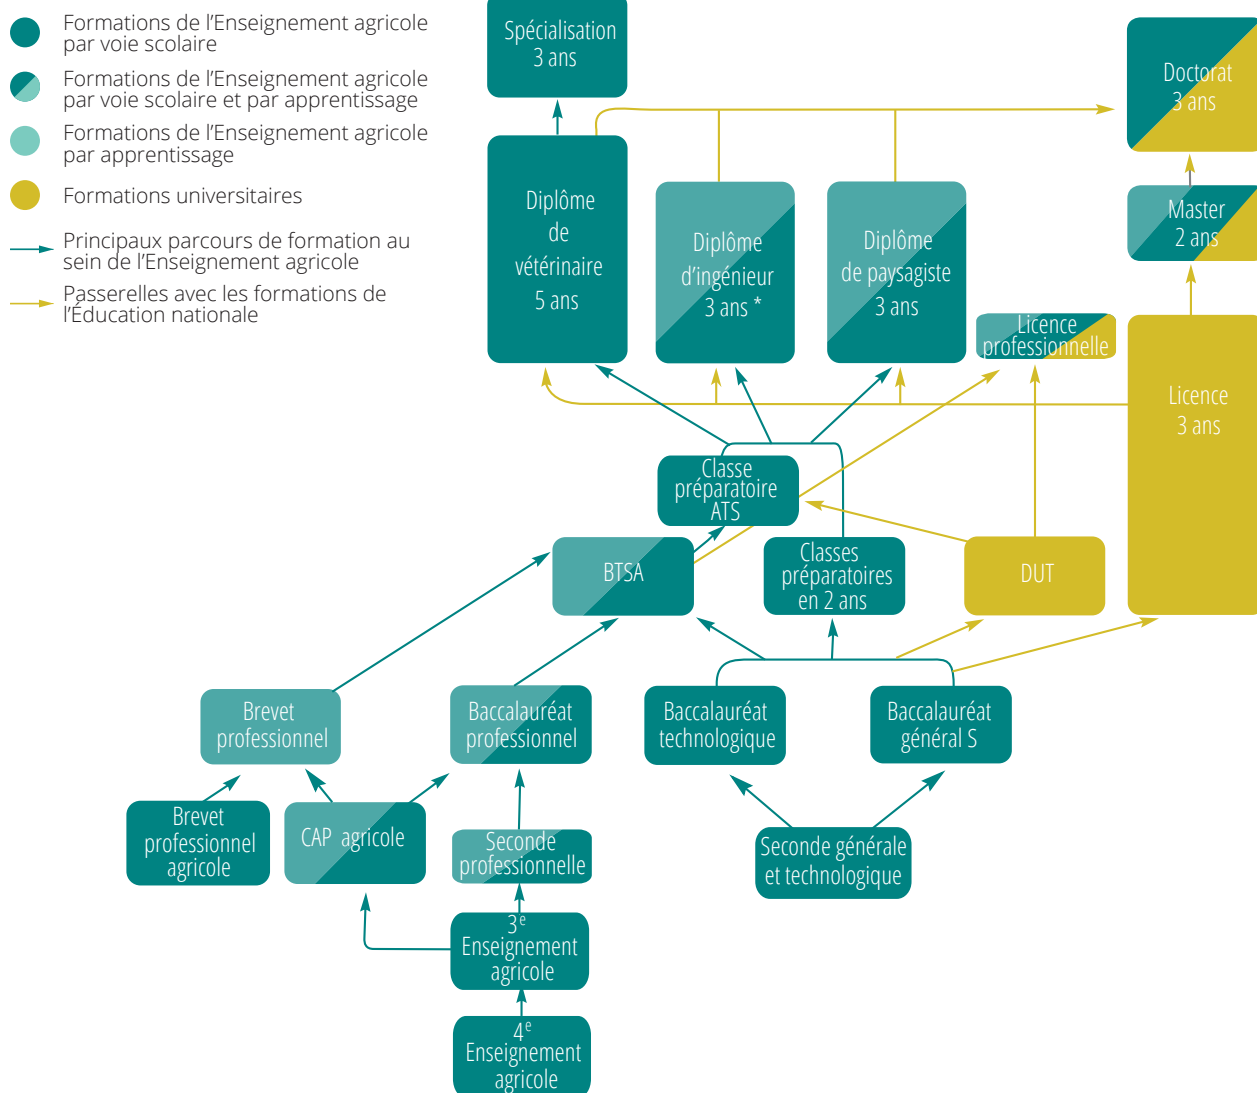 Formations de l'Enseignement agricole
par voie scolaire
Formations de l'Enseignement agricole
par voie scolaire et par apprentissage
Formations de l'Enseignement agricole
par apprentissage
Formations universitaires
Principaux parcours de formation au
sein de l'Enseignement agricole
Passerelles avec les formations de
l'Éducation nationale
Spécialisation
3 ans
Doctorat
3 ans
Diplôme
de
vétérinaire
5 ans
Diplôme
d'ingénieur
3 ans *
Diplôme
de paysagiste
3 ans
Master
2 ans
Licence
professionnelle
Licence
3 ans
Classe
préparatoire
ATS
BTSA
Classes
préparatoires
en 2 ans
DUT
Brevet
professionnel
Baccalauréat
professionnel
Baccalauréat
technologique
Baccalauréat
général S
Brevet
professionnel
agricole
CAP agricole
Seconde
professionnelle
Seconde générale
et technologique
3e
Enseignement
agricole
4e
Enseignement
agricole